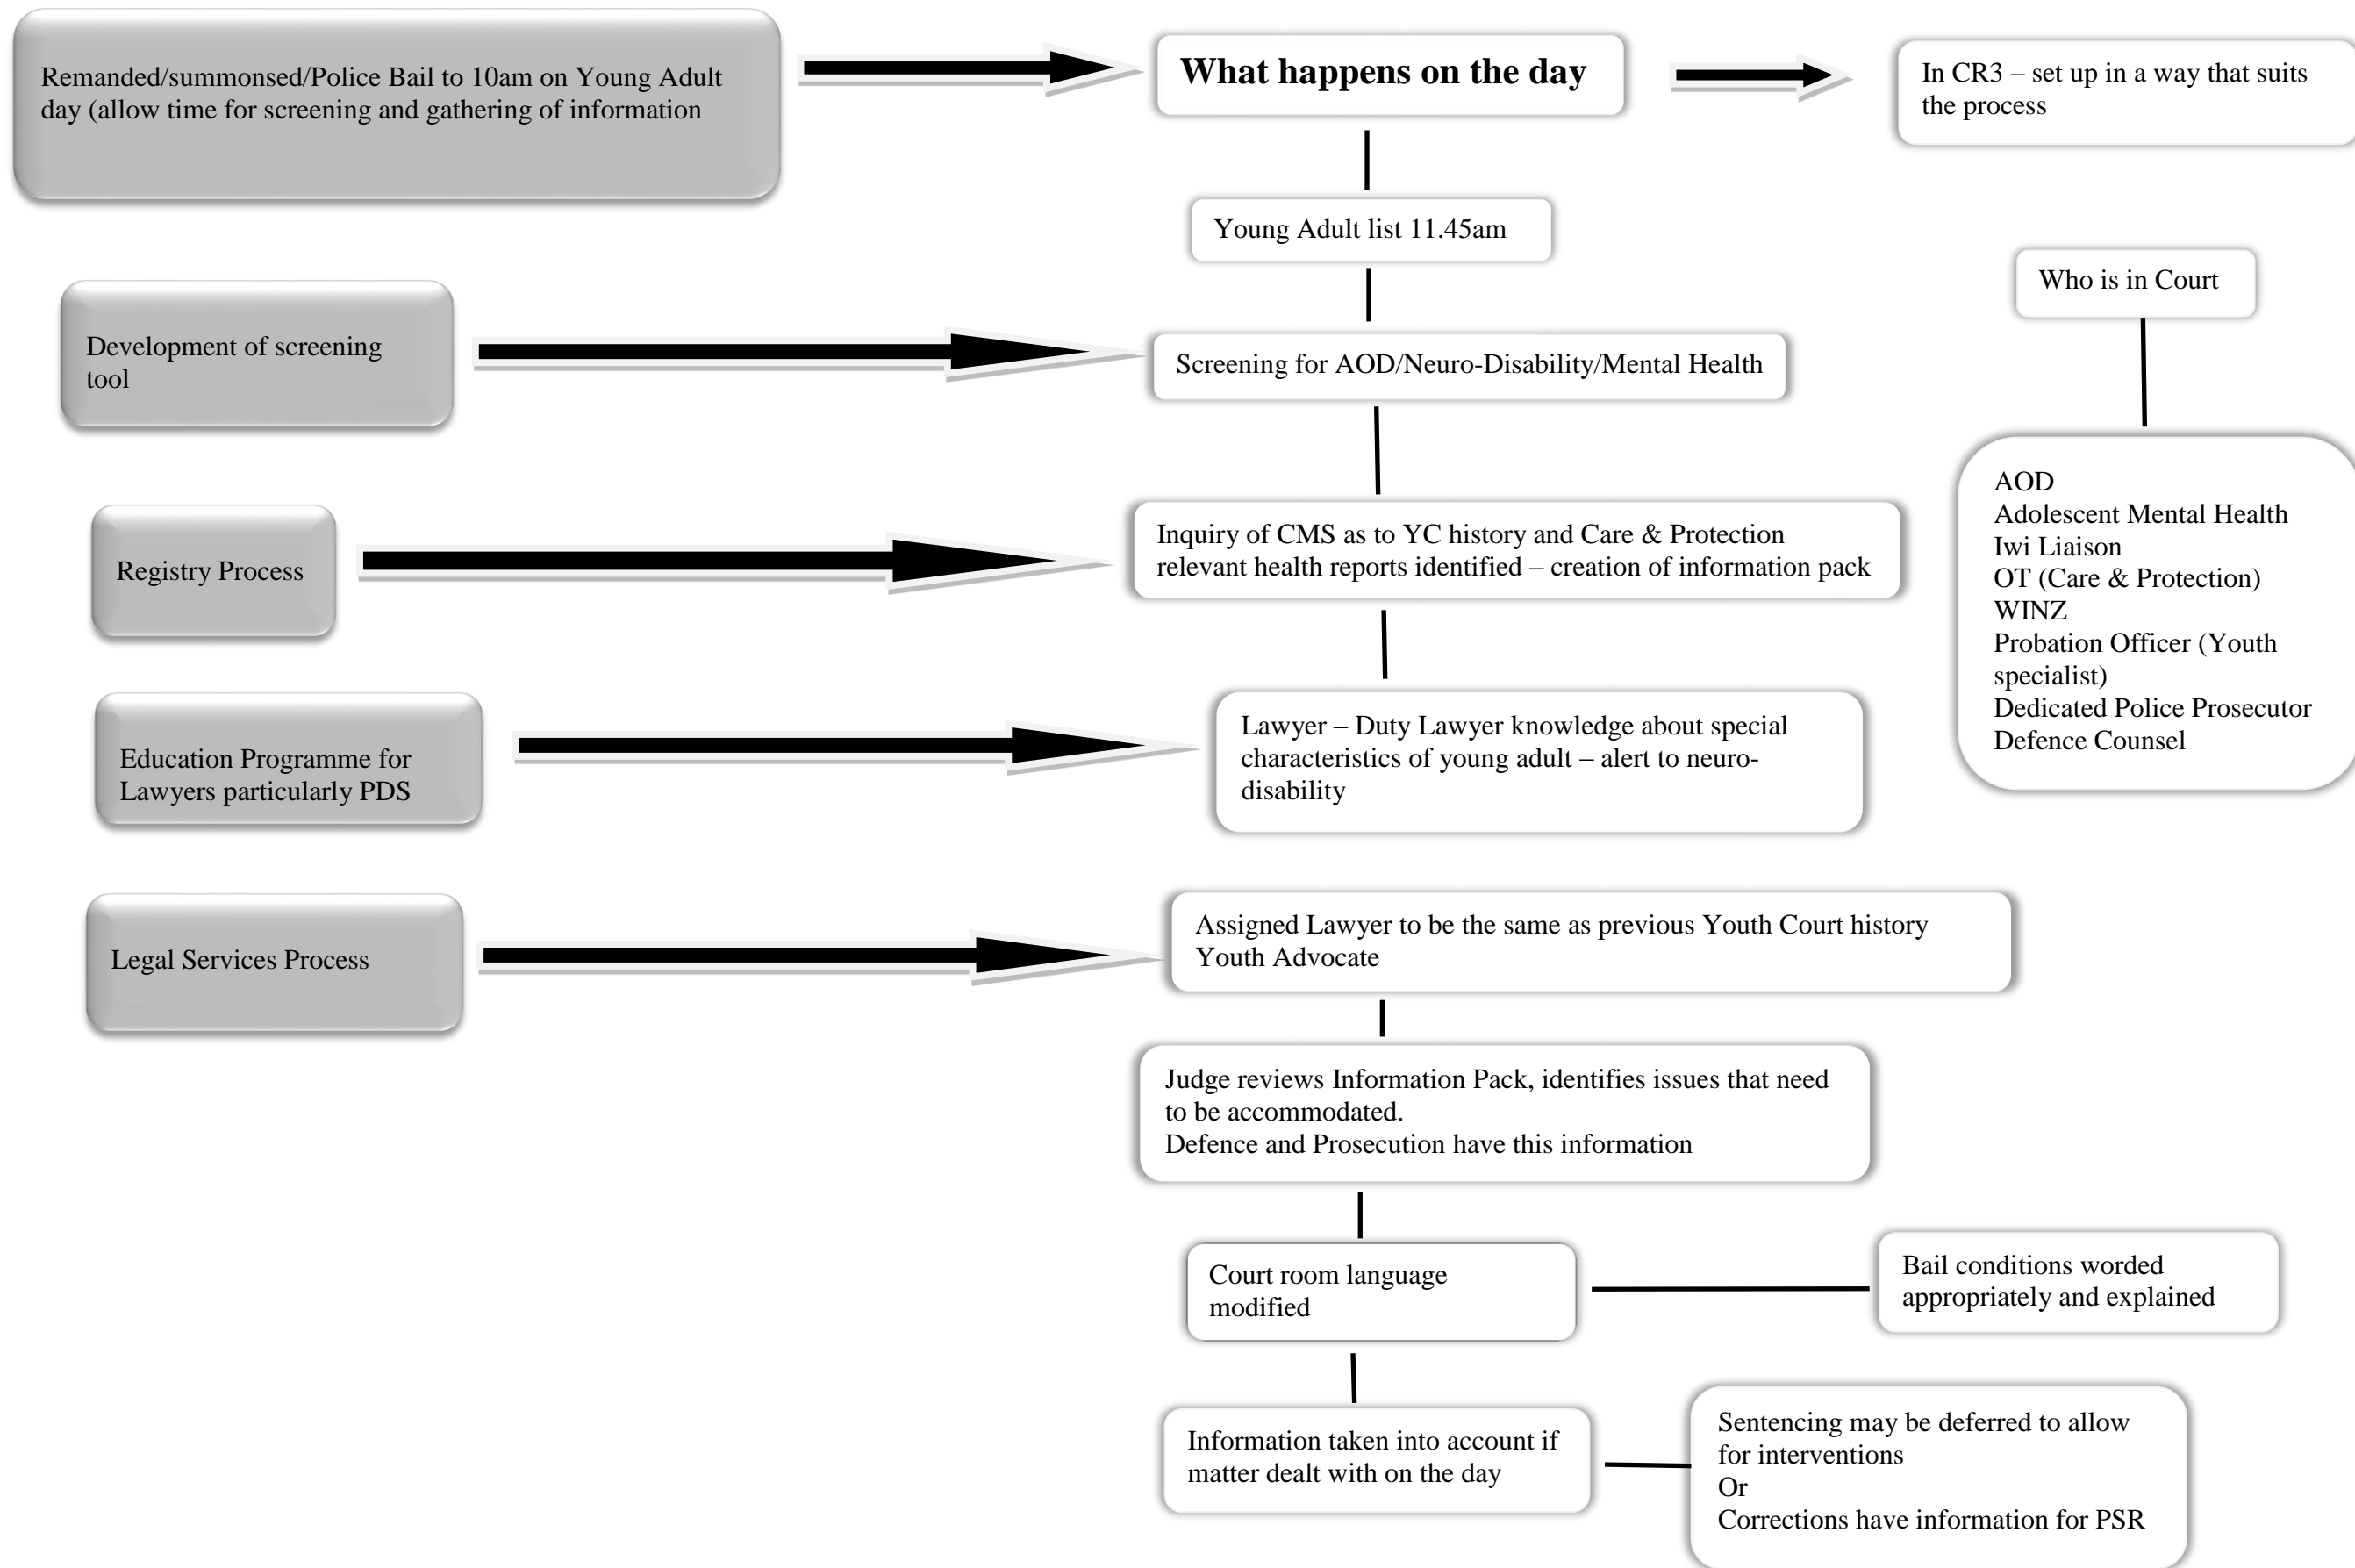 Remanded/summonsed/Police Bail to 10am on Young Adult
day (allow time for screening and gathering of information
What happens on the day
In CR3 – set up in a way that suits
the process
Young Adult list 11.45am
Who is in Court
Development of screening
tool
Screening for AOD/Neuro-Disability/Mental Health
AOD
Adolescent Mental Health
Iwi Liaison
OT (Care & Protection)
WINZ
Probation Officer (Youth
specialist)
Dedicated Police Prosecutor
Defence Counsel
Registry Process
Inquiry of CMS as to YC history and Care & Protection
relevant health reports identified – creation of information pack
Education Programme for
Lawyers particularly PDS
Lawyer – Duty Lawyer knowledge about special
characteristics of young adult – alert to neuro-
disability
Legal Services Process
Assigned Lawyer to be the same as previous Youth Court history
Youth Advocate
Judge reviews Information Pack, identifies issues that need
to be accommodated.
Defence and Prosecution have this information
Court room language
modified
Bail conditions worded
appropriately and explained
Information taken into account if
matter dealt with on the day
Sentencing may be deferred to allow
for interventions
Or
Corrections have information for PSR